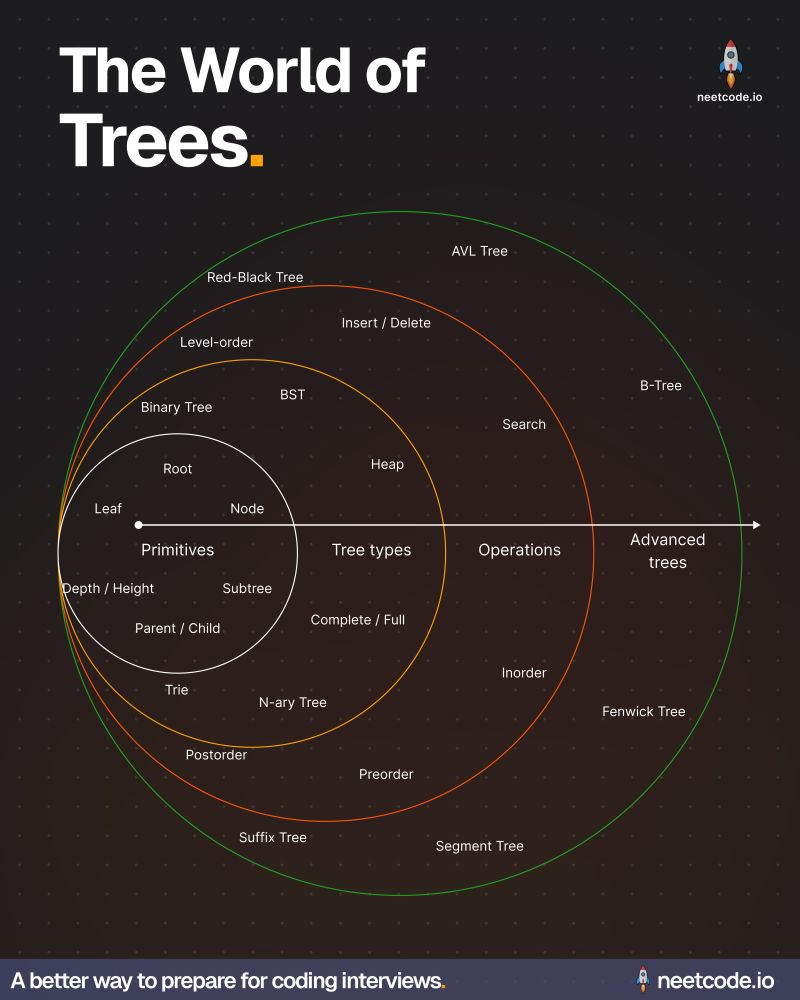 The World of
Trees.
neetcode.io
AVL Tree
Red-Black Tree
Insert / Delete
Level-order
B-Tree
BST
Binary Tree
Search
Heap
Root
Leaf
Node
Primitives
Tree types
Operations
Advanced
trees
Depth / Height
Subtree
Parent / Child
Complete / Full
Inorder
Trie
N-ary Tree
Fenwick Tree
Postorder
Preorder
Suffix Tree
Segment Tree
A better way to prepare for coding interviews.
neetcode.io